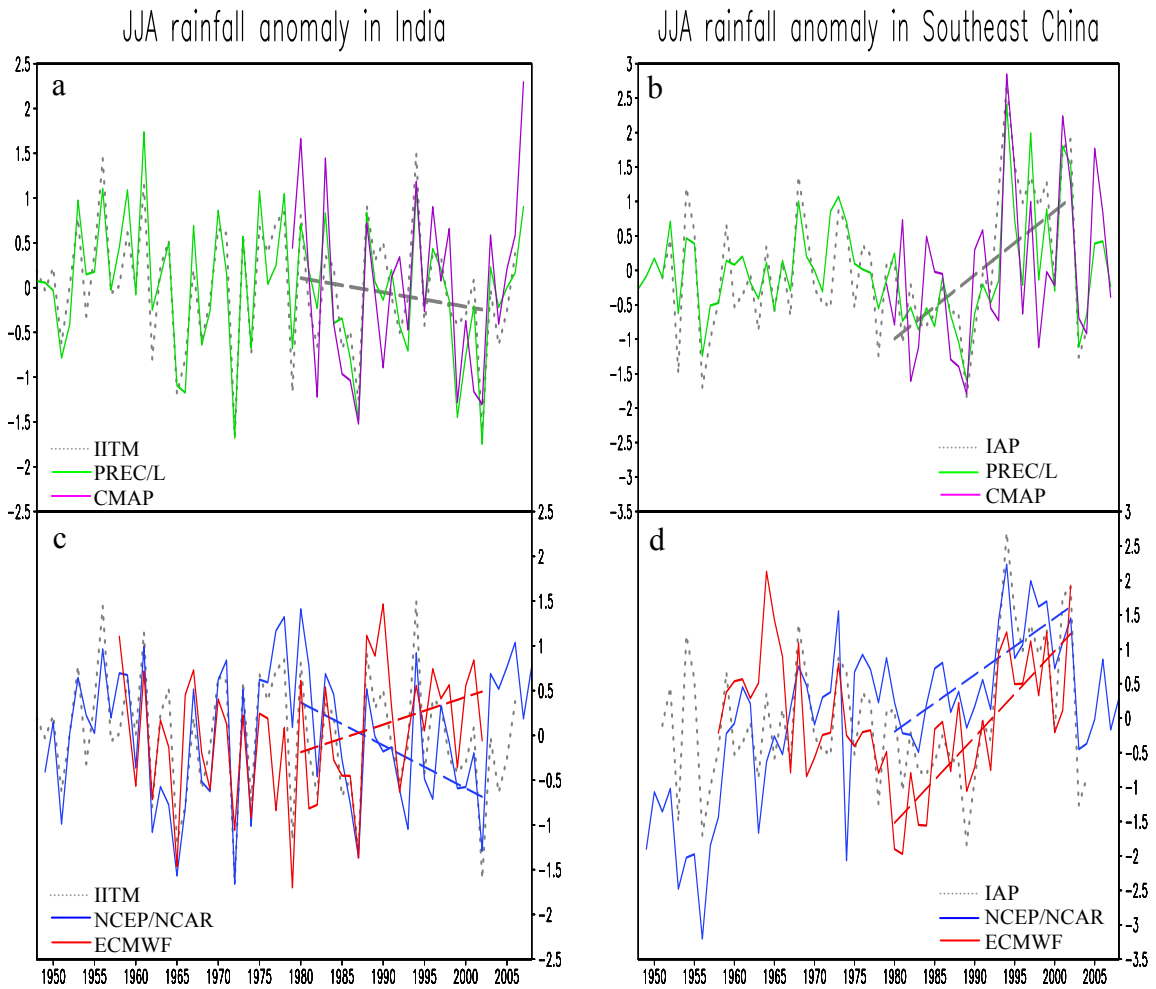 JJA rainfall anomaly in India
JJA rainfall anomaly in Southeast China
a
2.5
2
1.5
1
0.5
0
-0.5
-1
-1.5
-2
-2.5
IITM
PREC/L
CMAP
b
3
2.5
2
1.5
1
0.5
0
-0.5
-1
-1.5
-2
-2.5
-3
-3.5
IAP
PREC/L
CMAP
c
2.5
2
1.5
1
0.5
0
-0.5
-1
-1.5
-2
-2.5
IITM
NCEP/NCAR
ECMWF
1950 1955 1960 1965 1970 1975 1980 1985 1990 1995 2000 2005
d
3
2.5
2
1.5
1
0.5
0
-0.5
-1
-1.5
-2
-2.5
-3
-3.5
IAP
NCEP/NCAR
ECMWF
1950 1955 1960 1965 1970 1975 1980 1985 1990 1995 2000 2005